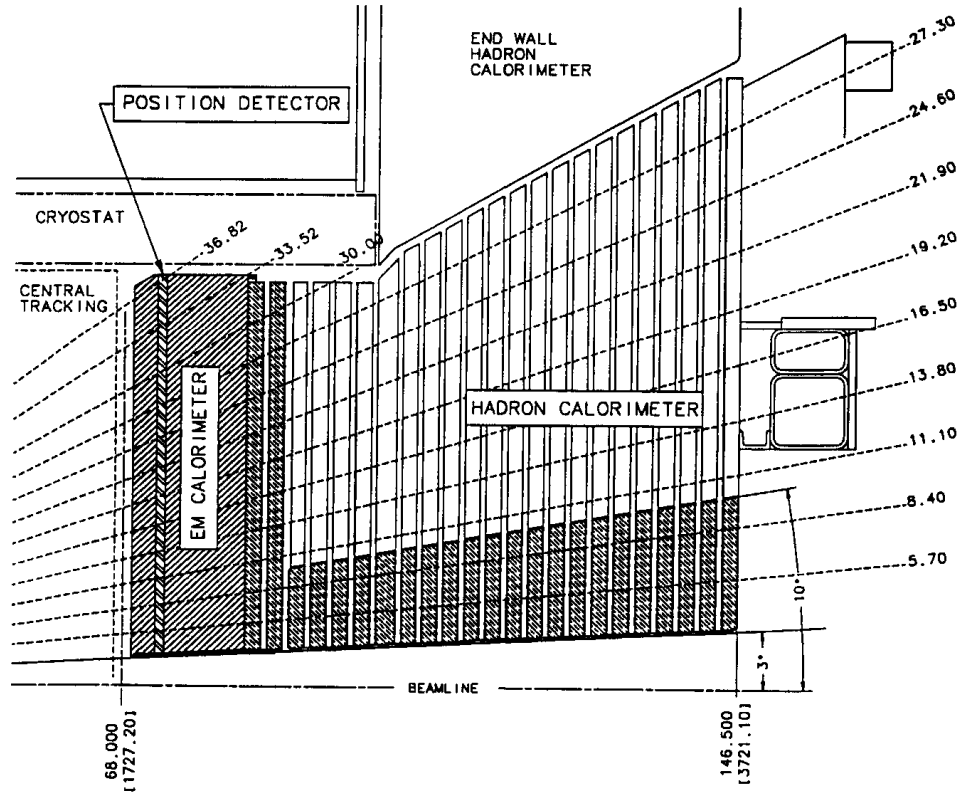 END WALL
HADRON
CALORIMETER
27.30
POSITION DETECTOR
24.60
21.90
CRYOSTAT
36.82
33.52
30.00
19.20
CENTRAL
TRACKING
16.50
EM CALORIMETER
HADRON CALORIMETER
13.80
11.10
8.40
5.70
10°
3°
BEAMLINE
68.000
[1727.20]
146.500
[3721.10]